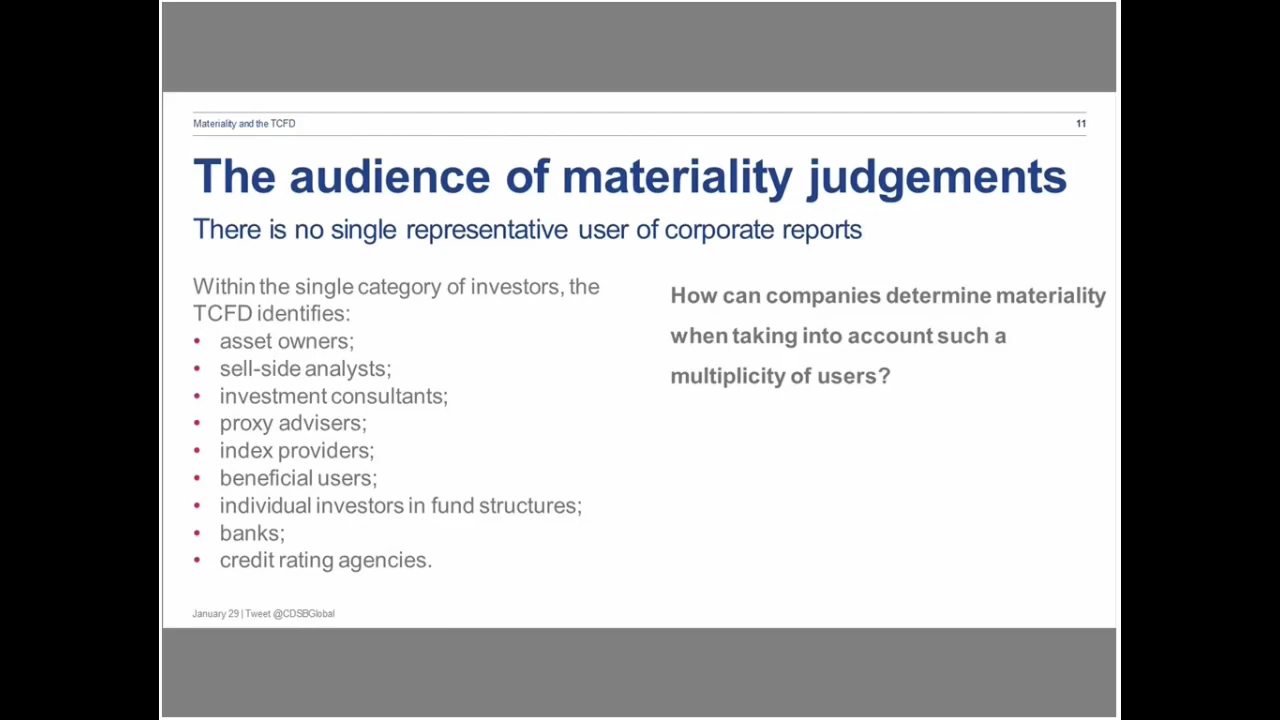 Materiality and the TCFD
11
The audience of materiality judgements
There is no single representative user of corporate reports
Within the single category of investors, the
TCFD identifies:
• asset owners;
• sell-side analysts;
• investment consultants;
• proxy advisers;
• index providers;
• beneficial users;
• individual investors in fund structures;
• banks;
• credit rating agencies.
How can companies determine materiality
when taking into account such a
multiplicity of users?
January 29 | Tweet @CDSBGlobal